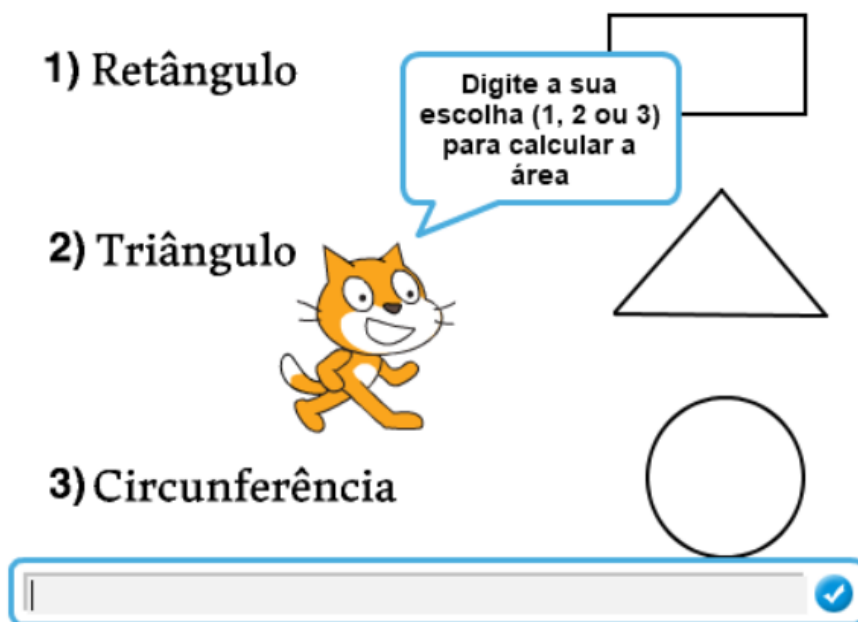 1) Retângulo
Digite a sua
escolha (1, 2 ou 3)
para calcular a
área
2) Triângulo
3) Circunferência